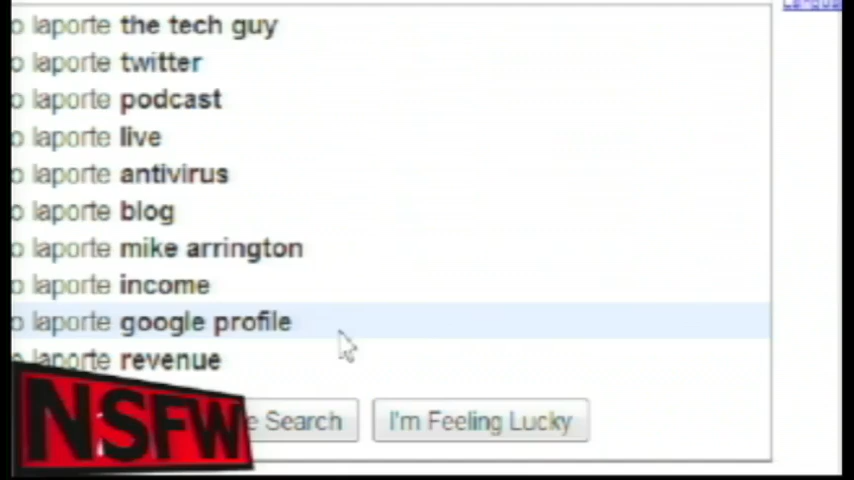 o laporte the tech guy
o laporte twitter
o laporte podcast
o laporte live
o laporte antivirus
o laporte blog
o laporte mike arrington
o laporte income
o laporte google profile
o laporte revenue
NSFW
e Search
I'm Feeling Lucky